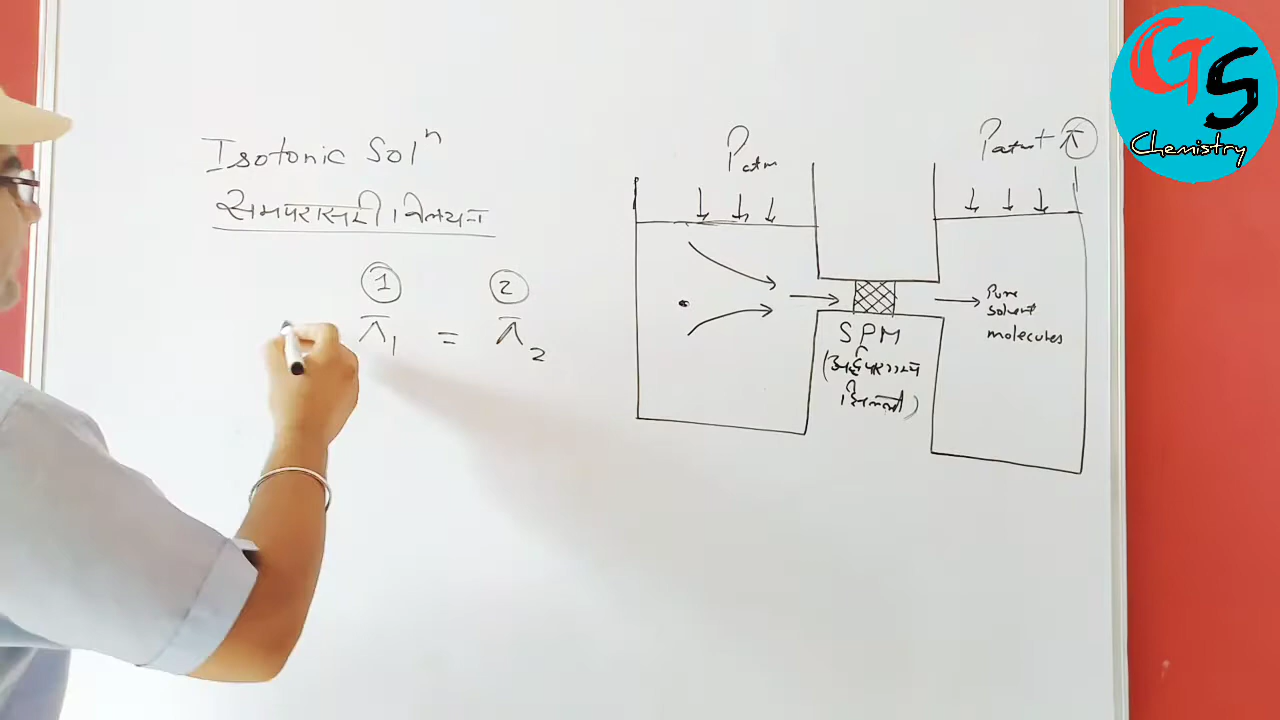 Isotonic Solⁿ
समपरासरी विलयन
① ②
π₁ = π₂
Patm
Patm + π
SPM
(अर्द्धपारगम्य
झिल्ली)
Pure
solvent
molecules
GS
Chemistry